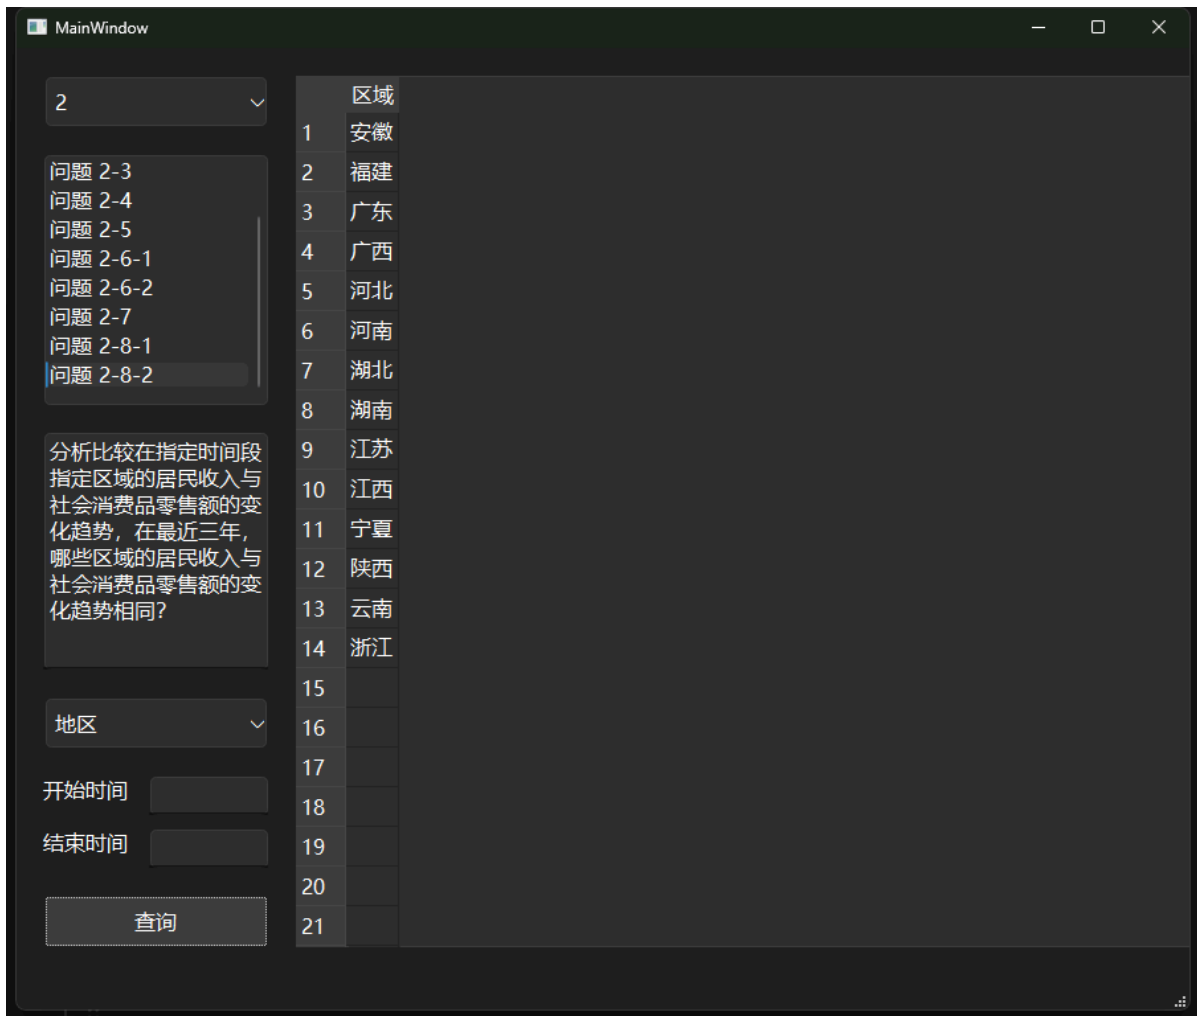 MainWindow
2
问题 2-3
问题 2-4
问题 2-5
问题 2-6-1
问题 2-6-2
问题 2-7
问题 2-8-1
问题 2-8-2
分析比较在指定时间段
指定区域的居民收入与
社会消费品零售额的变
化趋势，在最近三年，
哪些区域的居民收入与
社会消费品零售额的变
化趋势相同?
地区
开始时间
结束时间
查询
区域
1 安徽
2 福建
3 广东
4 广西
5 河北
6 河南
7 湖北
8 湖南
9 江苏
10 江西
11 宁夏
12 陕西
13 云南
14 浙江
15
16
17
18
19
20
21